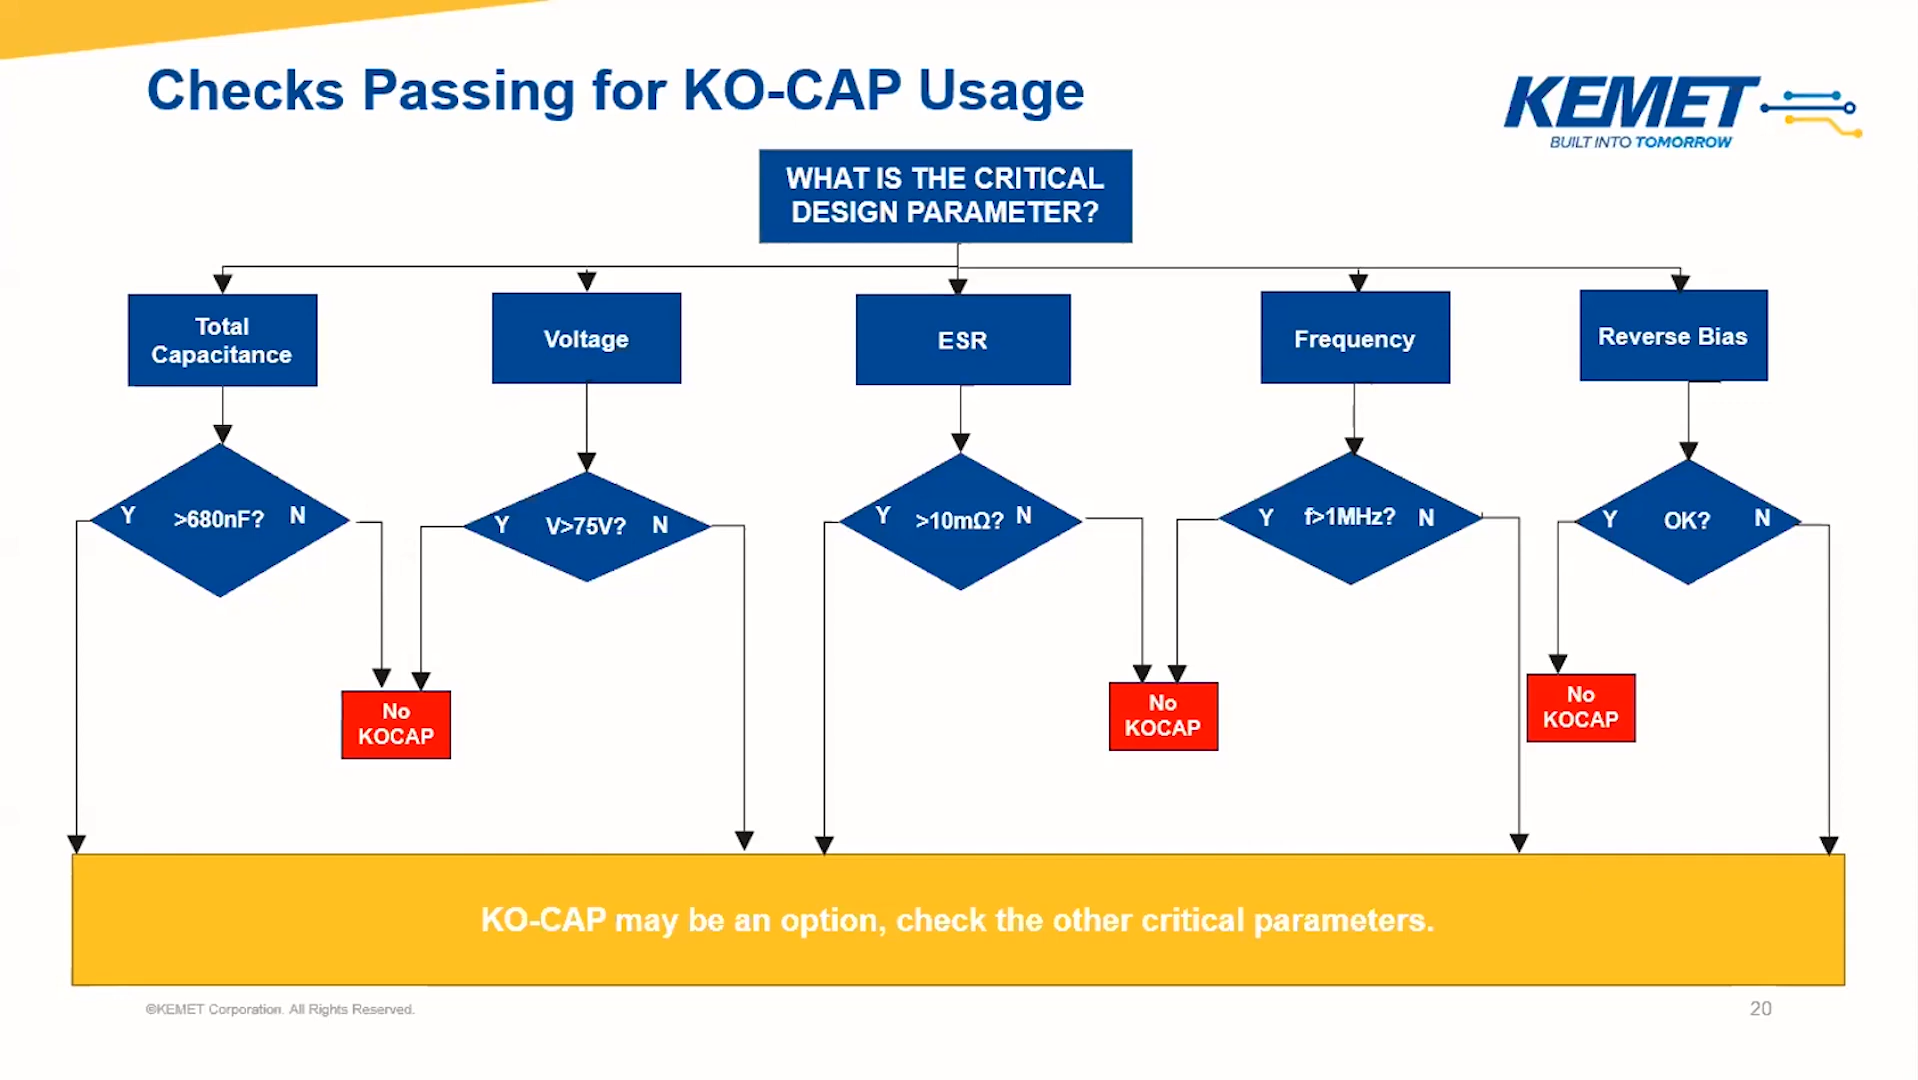 Checks Passing for KO-CAP Usage
KEMET
BUILT INTO TOMORROW
WHAT IS THE CRITICAL
DESIGN PARAMETER?
Total
Capacitance
Voltage
ESR
Frequency
Reverse Bias
Y >680nF? N
Y V>75V? N
Y >10mΩ? N
Y f>1MHz? N
Y OK? N
No
KOCAP
No
KOCAP
No
KOCAP
KO-CAP may be an option, check the other critical parameters.
©KEMET Corporation. All Rights Reserved.
20